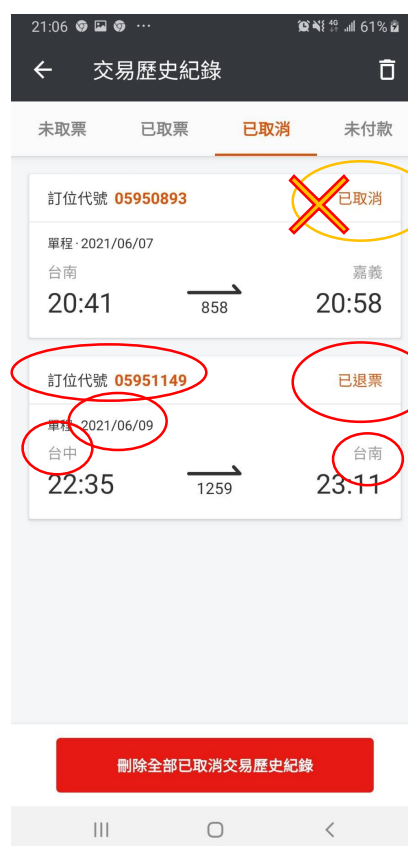 21:06 ... 4G 61%
交易歷史紀錄
未取票 已取票 已取消 未付款
訂位代號 05950893 已取消
單程·2021/06/07
台南 嘉義
20:41 858 20:58
訂位代號 05951149 已退票
單程·2021/06/09
台中 台南
22:35 1259 23:11
刪除全部已取消交易歷史紀錄